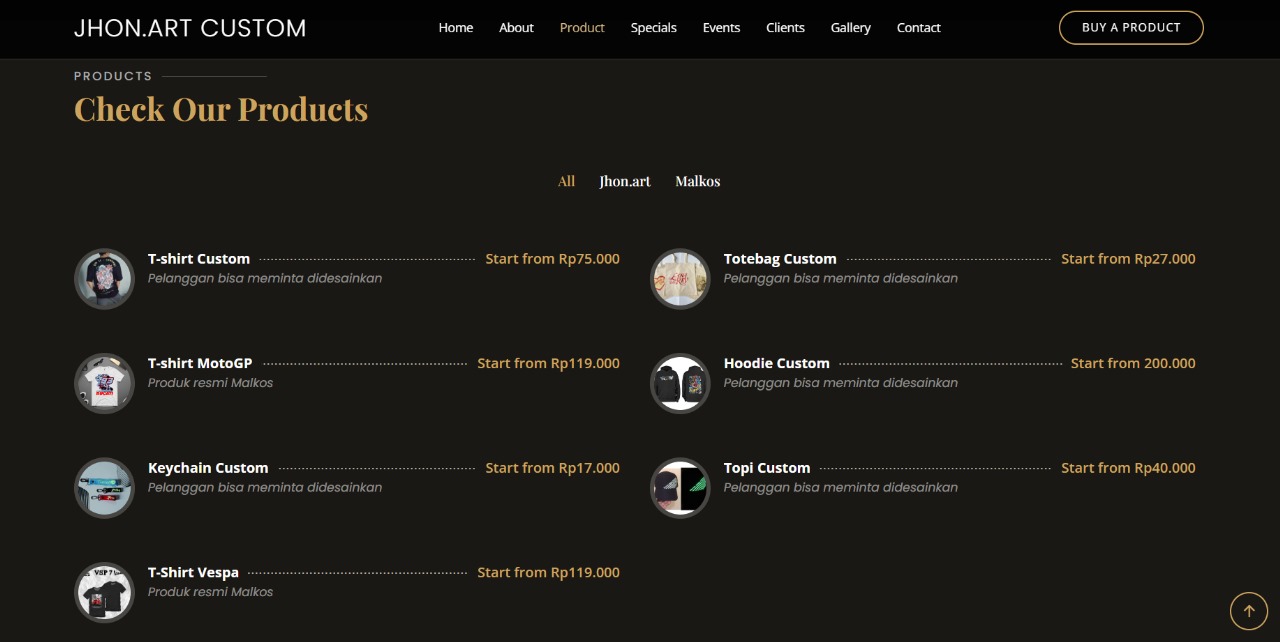 JHON.ART CUSTOM
Home About Product Specials Events Clients Gallery Contact
BUY A PRODUCT
PRODUCTS
Check Our Products
All Jhon.art Malkos
T-shirt Custom Start from Rp75.000
Pelanggan bisa meminta didesainkan
Totebag Custom Start from Rp27.000
Pelanggan bisa meminta didesainkan
T-shirt MotoGP Start from Rp119.000
Produk resmi Malkos
Hoodie Custom Start from 200.000
Pelanggan bisa meminta didesainkan
Keychain Custom Start from Rp17.000
Pelanggan bisa meminta didesainkan
Topi Custom Start from Rp40.000
Pelanggan bisa meminta didesainkan
T-Shirt Vespa Start from Rp119.000
Produk resmi Malkos